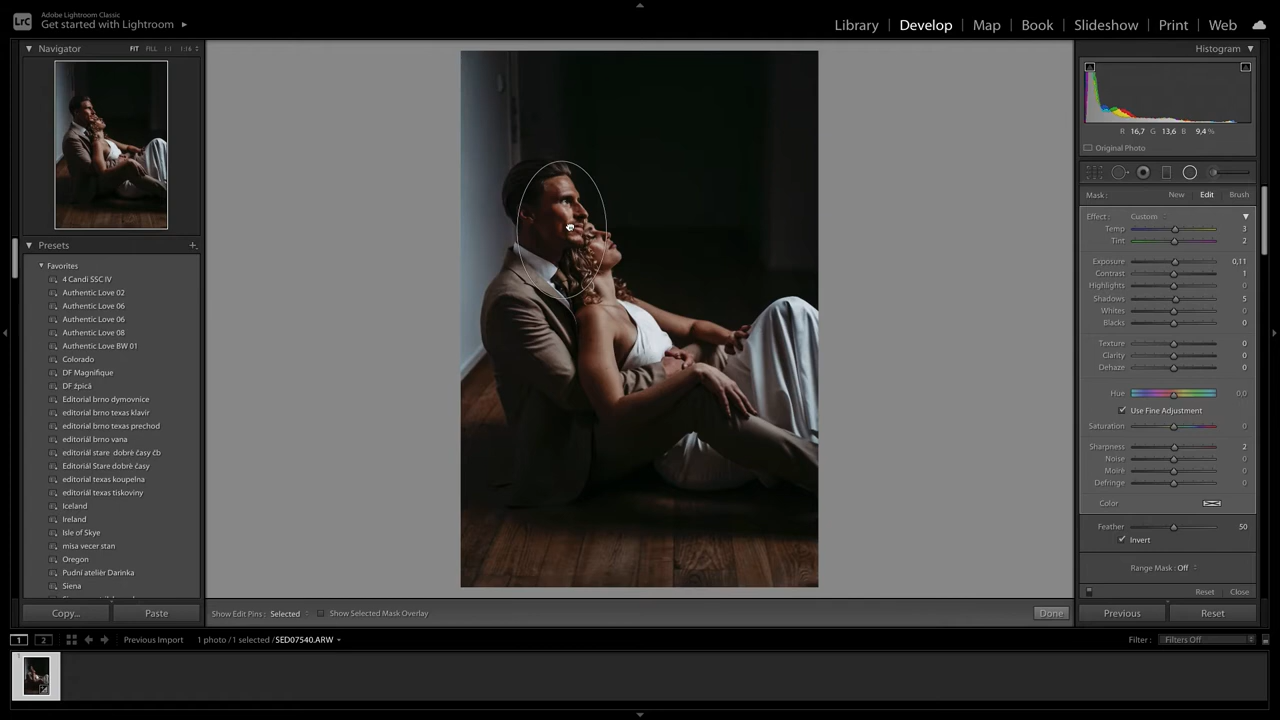 LrC
Adobe Lightroom Classic
Get started with Lightroom
Library | Develop | Map | Book | Slideshow | Print | Web
Navigator FIT FILL 1:1 1:16
Histogram
R 16,7 G 13,6 B 9,4 %
Original Photo
Mask : New Edit Brush
Effect : Custom
Temp 3
Tint 2
Exposure 0,11
Contrast 1
Highlights 0
Shadows 5
Whites 0
Blacks 0
Texture 0
Clarity 0
Dehaze 0
Hue 0,0
Use Fine Adjustment
Saturation 0
Sharpness 2
Noise 0
Moiré 0
Defringe 0
Color
Feather 50
Invert
Range Mask : Off
Reset Close
Previous Reset
Presets +
Favorites
4 Candi SSC IV
Authentic Love 02
Authentic Love 06
Authentic Love 06
Authentic Love 08
Authentic Love BW 01
Colorado
DF Magnifique
DF žpicá
Editorial brno dymovnice
editorial brno texas klavir
editorial brno texas prechod
editoriál brno vana
editoriál stare dobrè časy čb
Editoriál Stare dobrè časy
editorial texas koupelna
editoriál texas tiskoviny
Iceland
Ireland
Isle of Skye
misa vecer stan
Oregon
Pudní ateliér Darinka
Siena
Copy... Paste
Show Edit Pins : Selected Show Selected Mask Overlay Done
1 2 Previous Import 1 photo / 1 selected / SED07540.ARW
Filter : Filters Off